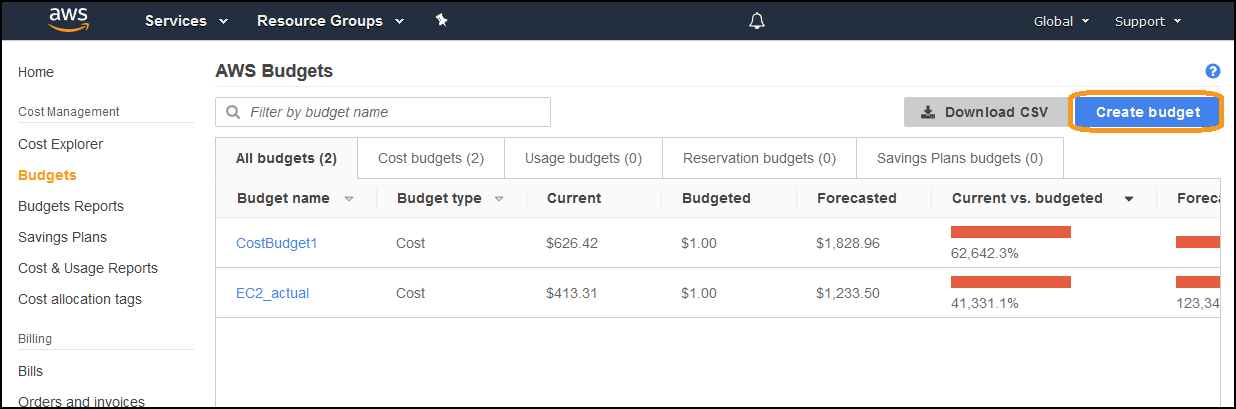 aws Services Resource Groups Global Support
Home
Cost Management
Cost Explorer
Budgets
Budgets Reports
Savings Plans
Cost & Usage Reports
Cost allocation tags
Billing
Bills
Orders and invoices
AWS Budgets ?
Filter by budget name Download CSV Create budget
All budgets (2) Cost budgets (2) Usage budgets (0) Reservation budgets (0) Savings Plans budgets (0)
Budget name Budget type Current Budgeted Forecasted Current vs. budgeted Foreca
CostBudget1 Cost $626.42 $1.00 $1,828.96 62,642.3%
EC2_actual Cost $413.31 $1.00 $1,233.50 41,331.1% 123,34